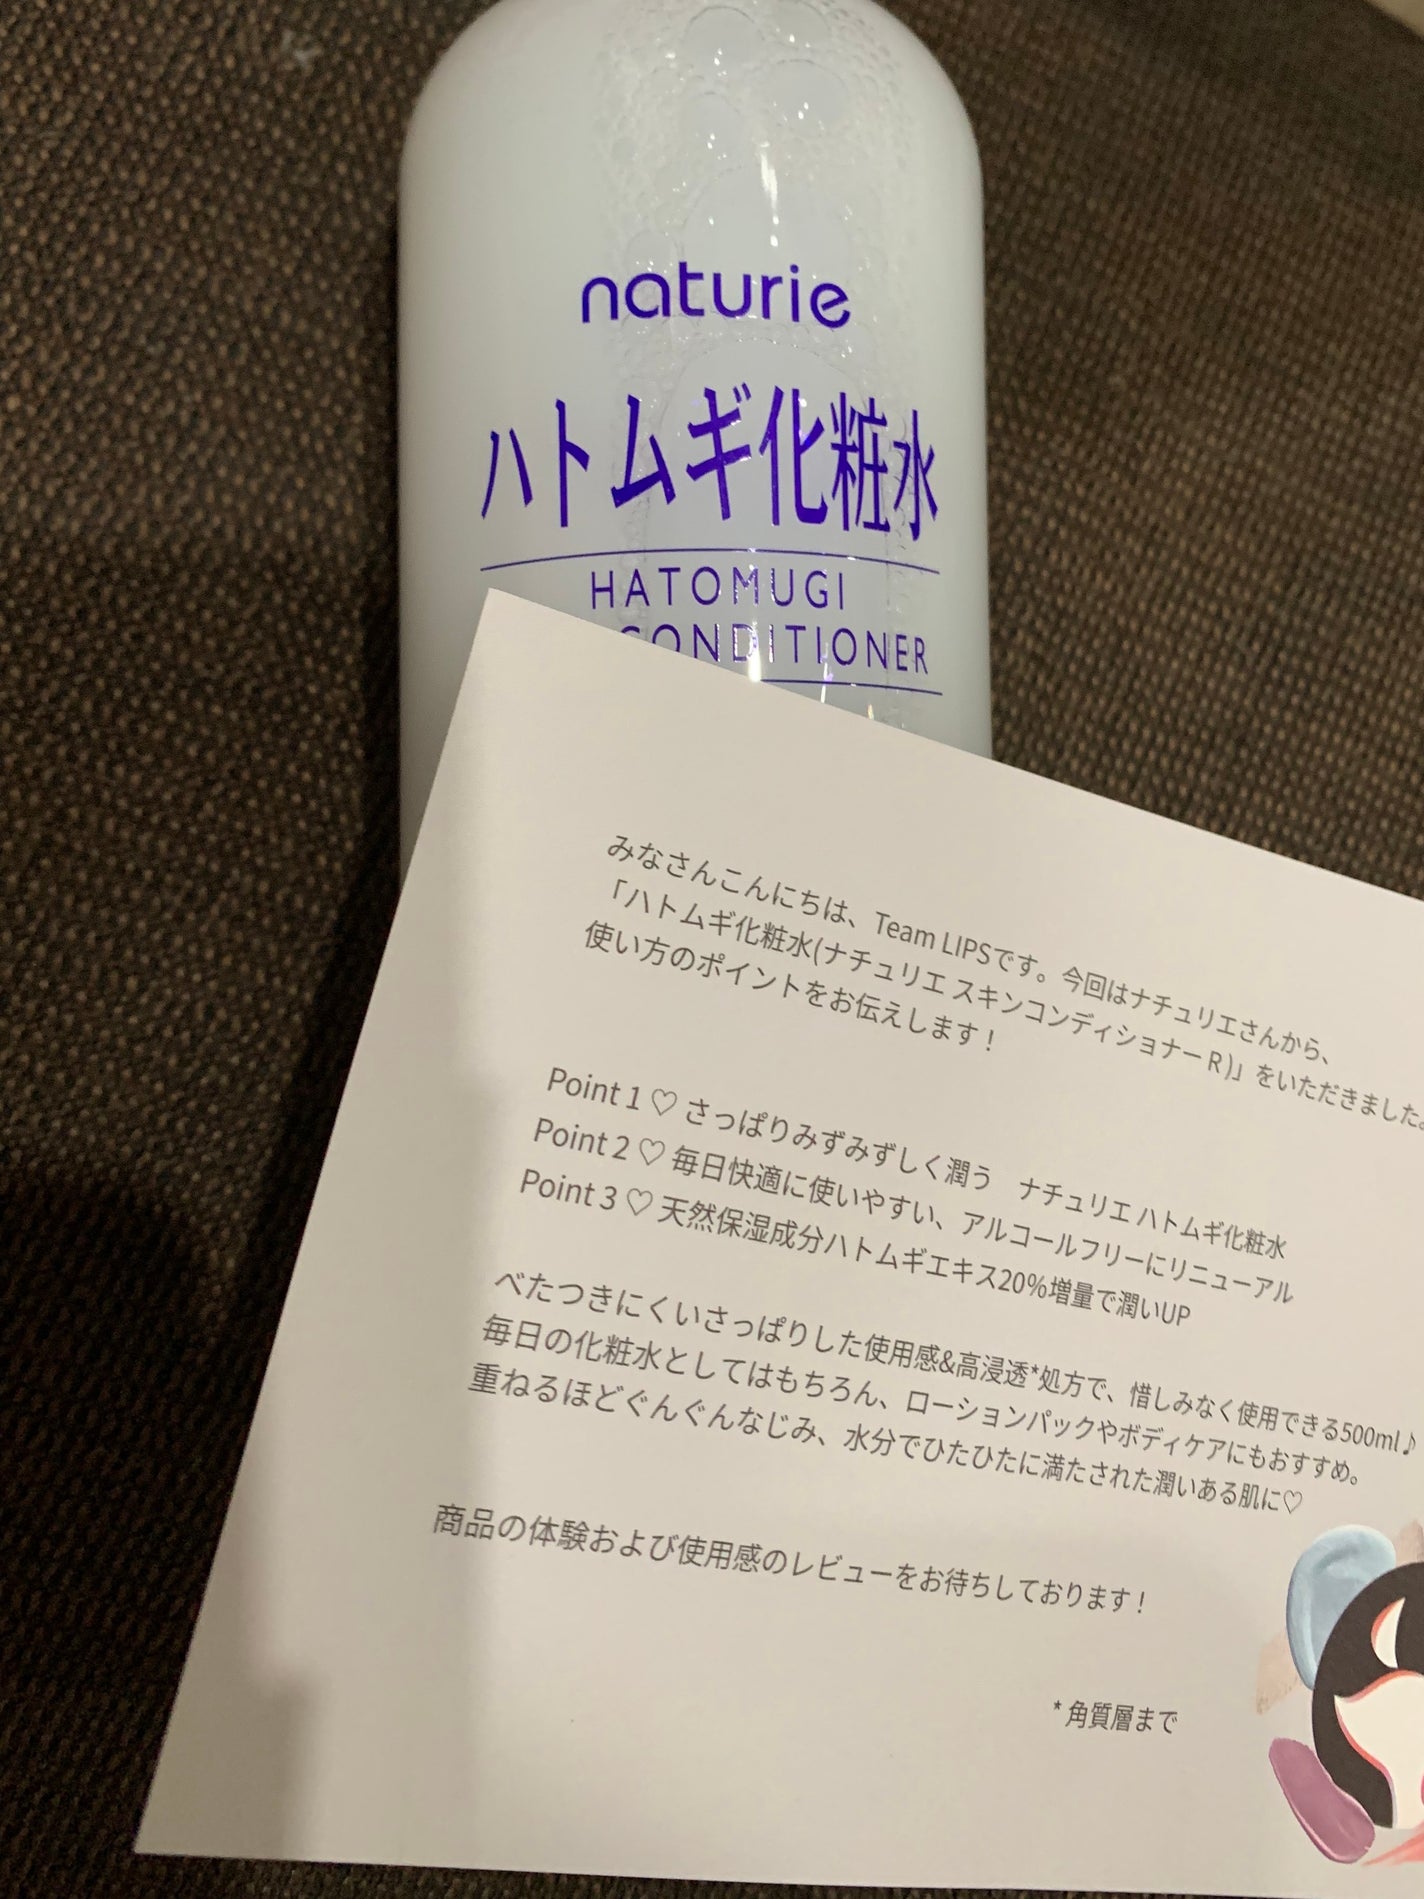 naturie
ハトムギ化粧水
HATOMUGI
CONDITIONER
みなさんこんにちは、Team LIPSです。今回はナチュリエさんから、
「ハトムギ化粧水(ナチュリエ スキンコンディショナー R)」をいただきました。
使い方のポイントをお伝えします！
Point 1 ♡ さっぱりみずみずしく潤う　ナチュリエ ハトムギ化粧水
Point 2 ♡ 毎日快適に使いやすい、アルコールフリーにリニューアル
Point 3 ♡ 天然保湿成分ハトムギエキス20%増量で潤いUP
べたつきにくいさっぱりした使用感&高浸透*処方で、惜しみなく使用できる500ml♪
毎日の化粧水としてはもちろん、ローションパックやボディケアにもおすすめ。
重ねるほどぐんぐんなじみ、水分でひたひたに満たされた潤いある肌に♡
商品の体験および使用感のレビューをお待ちしております！
* 角質層まで